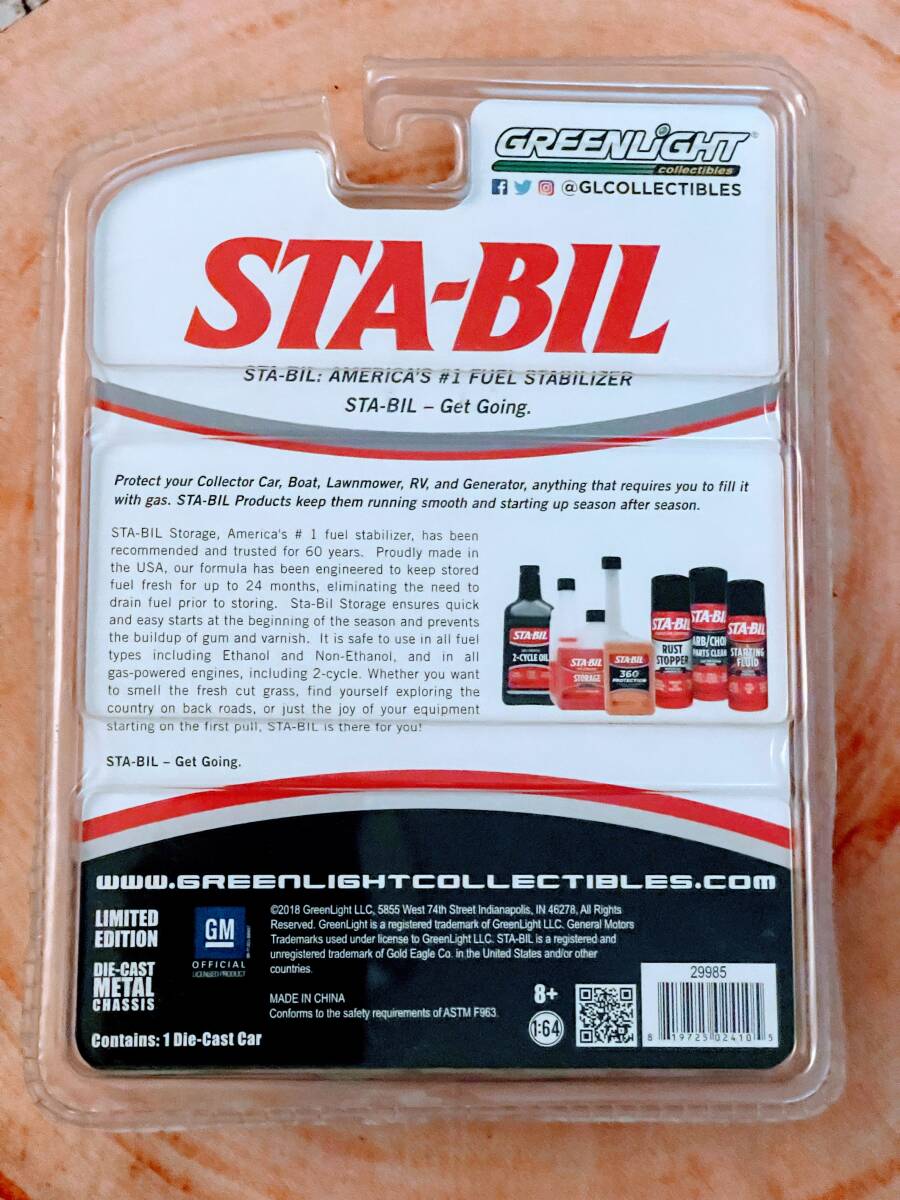 GREENLIGHT®
collectibles
@GLCOLLECTIBLES
STA-BIL
STA-BIL: AMERICA'S #1 FUEL STABILIZER
STA-BIL – Get Going.
Protect your Collector Car, Boat, Lawnmower, RV, and Generator, anything that requires you to fill it
with gas. STA-BIL Products keep them running smooth and starting up season after season.
STA-BIL Storage, America's # 1 fuel stabilizer, has been
recommended and trusted for 60 years. Proudly made in
the USA, our formula has been engineered to keep stored
fuel fresh for up to 24 months, eliminating the need to
drain fuel prior to storing. Sta-Bil Storage ensures quick
and easy starts at the beginning of the season and prevents
the buildup of gum and varnish. It is safe to use in all fuel
types including Ethanol and Non-Ethanol, and in all
gas-powered engines, including 2-cycle. Whether you want
to smell the fresh cut grass, find yourself exploring the
country on back roads, or just the joy of your equipment
starting on the first pull, STA-BIL is there for you!
STA-BIL – Get Going.
STA-BIL
2-CYCLE OIL
STA-BIL
STORAGE
STA-BIL
360
PROTECTION
STA-BIL
RUST
STOPPER
STA-BIL
ARB/CHO
PARTS CLEAN
STA-BIL
STARTING
FLUID
www.GREENLIGHTCOLLECTIBLES.com
LIMITED
EDITION
DIE-CAST
METAL
CHASSIS
Contains: 1 Die-Cast Car
GM
OFFICIAL
LICENSED PRODUCT
©2018 GreenLight LLC, 5855 West 74th Street Indianapolis, IN 46278, All Rights
Reserved. GreenLight is a registered trademark of GreenLight LLC. General Motors
Trademarks used under license to GreenLight LLC. STA-BIL is a registered and
unregistered trademark of Gold Eagle Co. in the United States and/or other
countries.
MADE IN CHINA
Conforms to the safety requirements of ASTM F963.
8+
1:64
29985
8 19725 02410 5